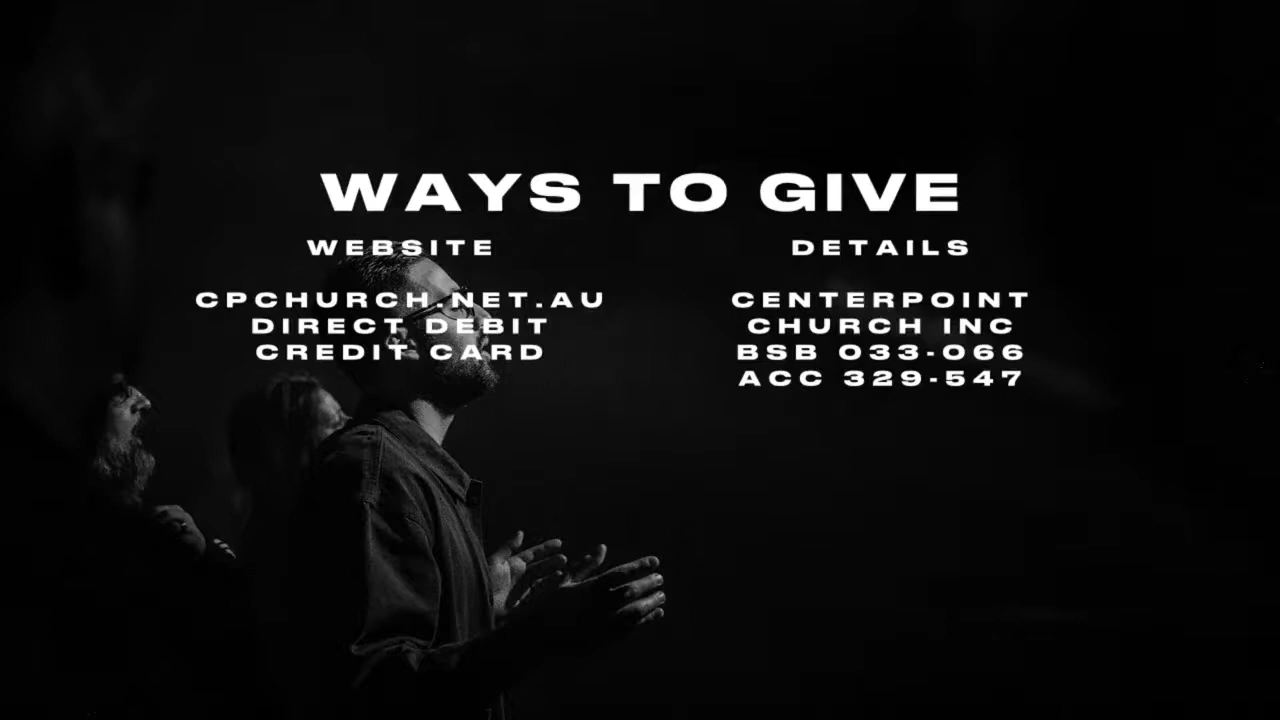 WAYS TO GIVE
WEBSITE
CPCHURCH.NET.AU
DIRECT DEBIT
CREDIT CARD
DETAILS
CENTERPOINT
CHURCH INC
BSB 033-066
ACC 329-547